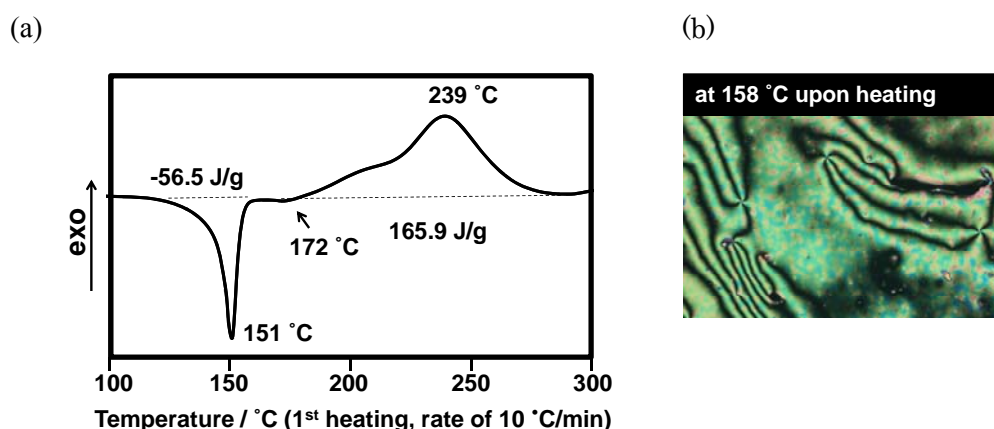 (a)
(b)
at 158 ˚C upon heating
239 ˚C
-56.5 J/g
exo
165.9 J/g
172 ˚C
151 ˚C
100 150 200 250 300
Temperature / ˚C (1st heating, rate of 10 ˚C/min)